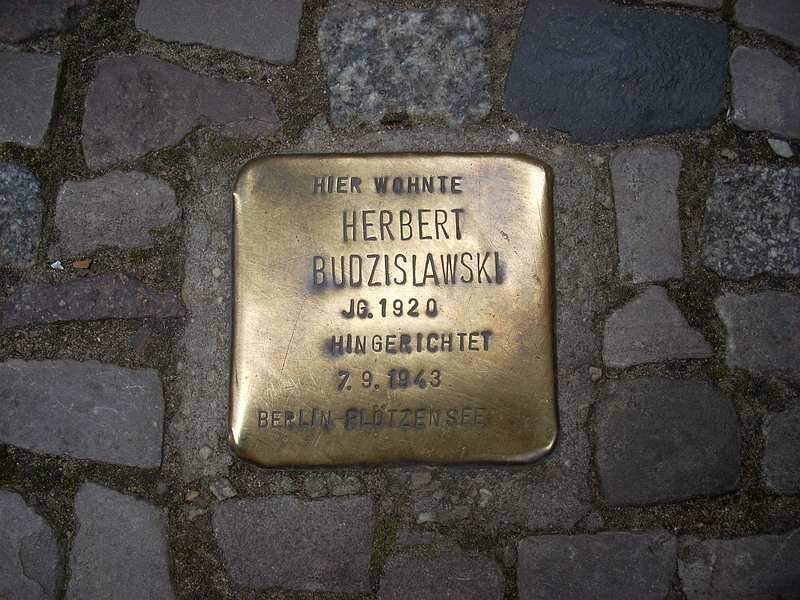 HIER WOHNTE
HERBERT
BUDZISLAWSKI
JG. 1920
HINGERICHTET
7. 9. 1943
BERLIN-PLÖTZENSEE